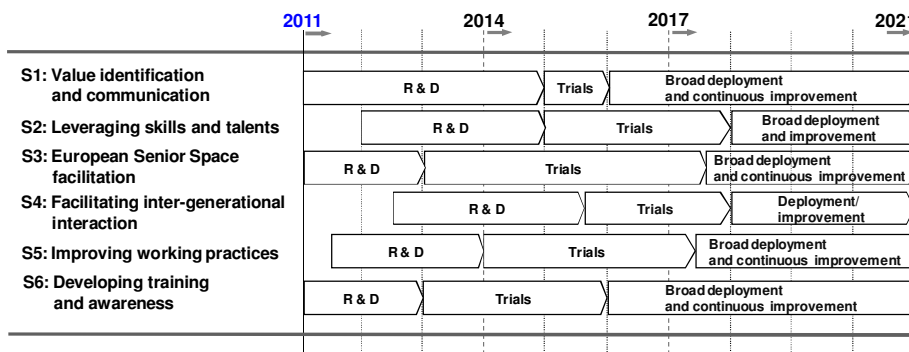 2011 2014 2017 2021
S1: Value identification
and communication
R & D Trials Broad deployment
and continuous improvement
S2: Leveraging skills and talents
R & D Trials Broad deployment
and improvement
S3: European Senior Space
facilitation
R & D Trials Broad deployment
and continuous improvement
S4: Facilitating inter-generational
interaction
R & D Trials Deployment/
improvement
S5: Improving working practices
R & D Trials Broad deployment
and continuous improvement
S6: Developing training
and awareness
R & D Trials Broad deployment
and continuous improvement